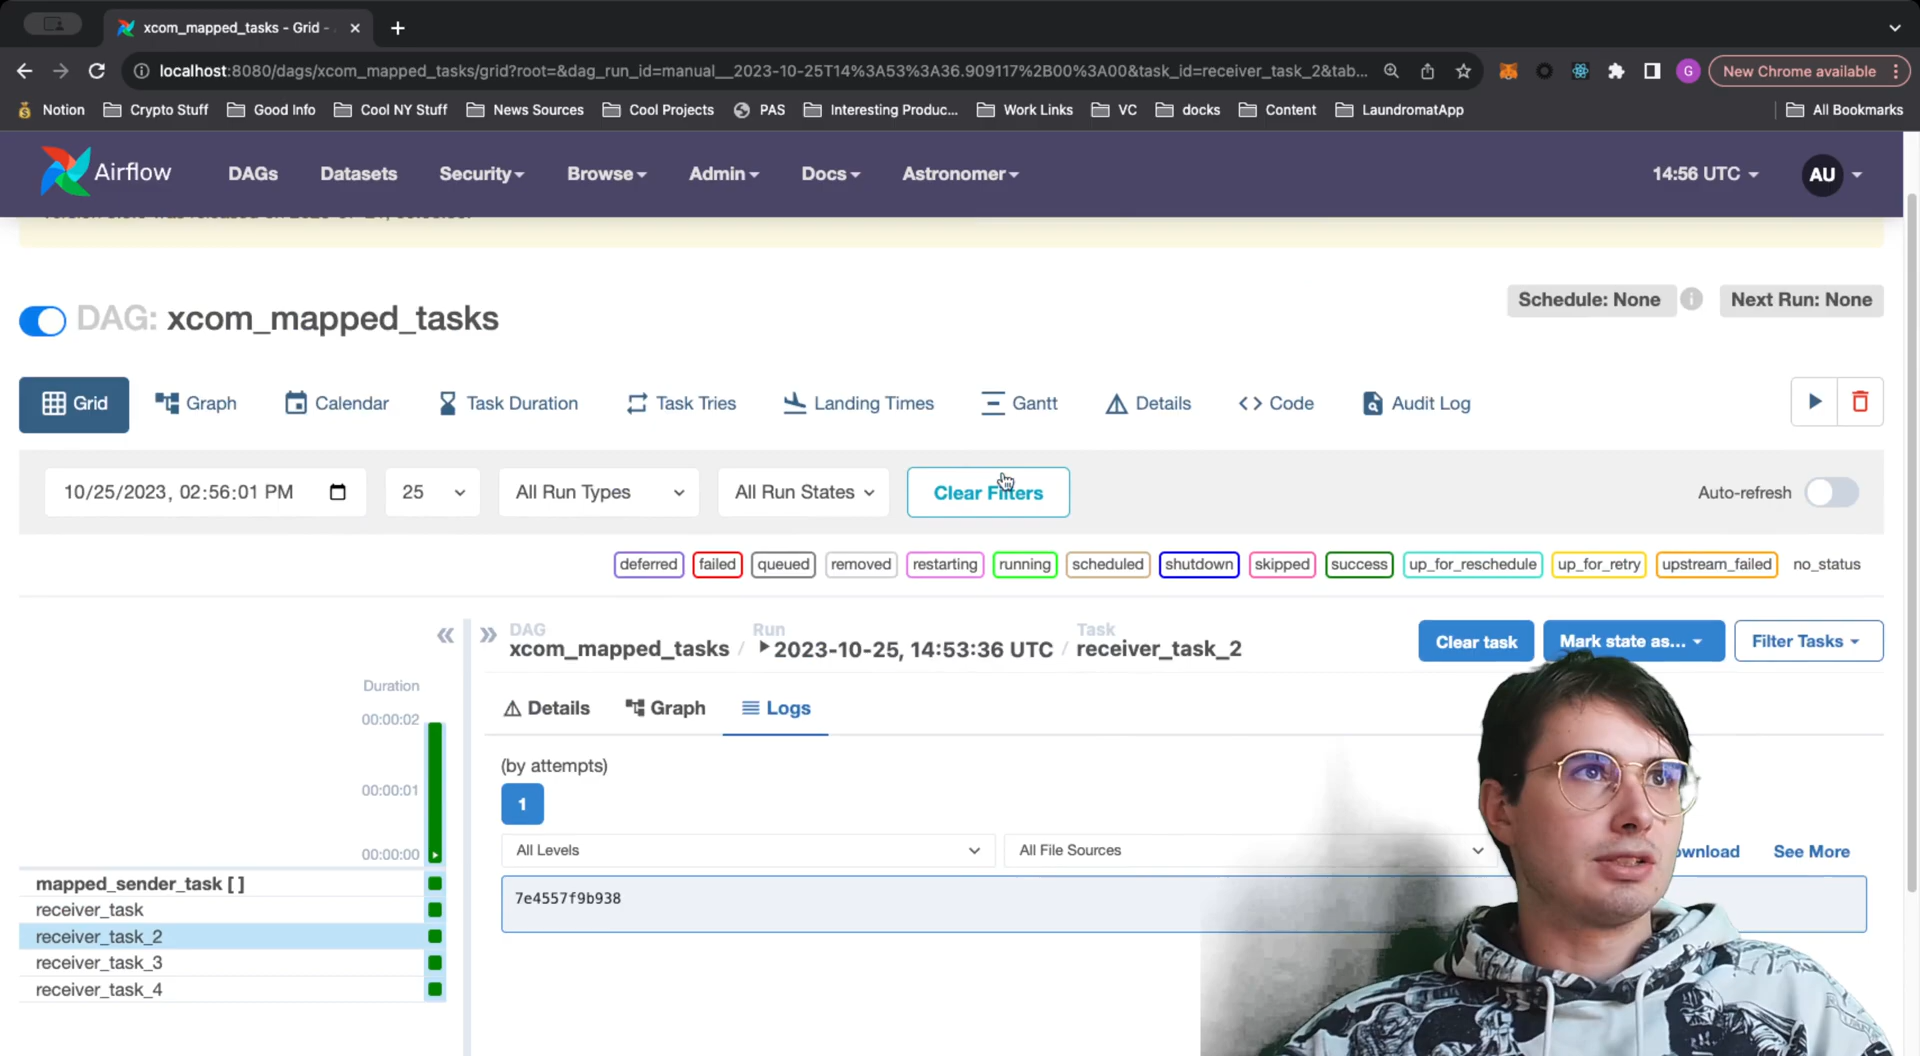 xcom_mapped_tasks - Grid -
localhost:8080/dags/xcom_mapped_tasks/grid?root=&dag_run_id=manual__2023-10-25T14%3A53%3A36.909117%2B00%3A00&task_id=receiver_task_2&tab...
G
New Chrome available
Notion Crypto Stuff Good Info Cool NY Stuff News Sources Cool Projects PAS Interesting Produc... Work Links VC docks Content LaundromatApp All Bookmarks
Airflow DAGs Datasets Security Browse Admin Docs Astronomer 14:56 UTC AU
DAG: xcom_mapped_tasks
Schedule: None
Next Run: None
Grid Graph Calendar Task Duration Task Tries Landing Times Gantt Details Code Audit Log
10/25/2023, 02:56:01 PM 25 All Run Types All Run States Clear Filters Auto-refresh
deferred failed queued removed restarting running scheduled shutdown skipped success up_for_reschedule up_for_retry upstream_failed no_status
DAG Run Task
xcom_mapped_tasks / 2023-10-25, 14:53:36 UTC / receiver_task_2
Clear task Mark state as... Filter Tasks
Duration
00:00:02
00:00:01
00:00:00
Details Graph Logs
(by attempts)
1
All Levels All File Sources See More
7e4557f9b938
mapped_sender_task [ ]
receiver_task
receiver_task_2
receiver_task_3
receiver_task_4